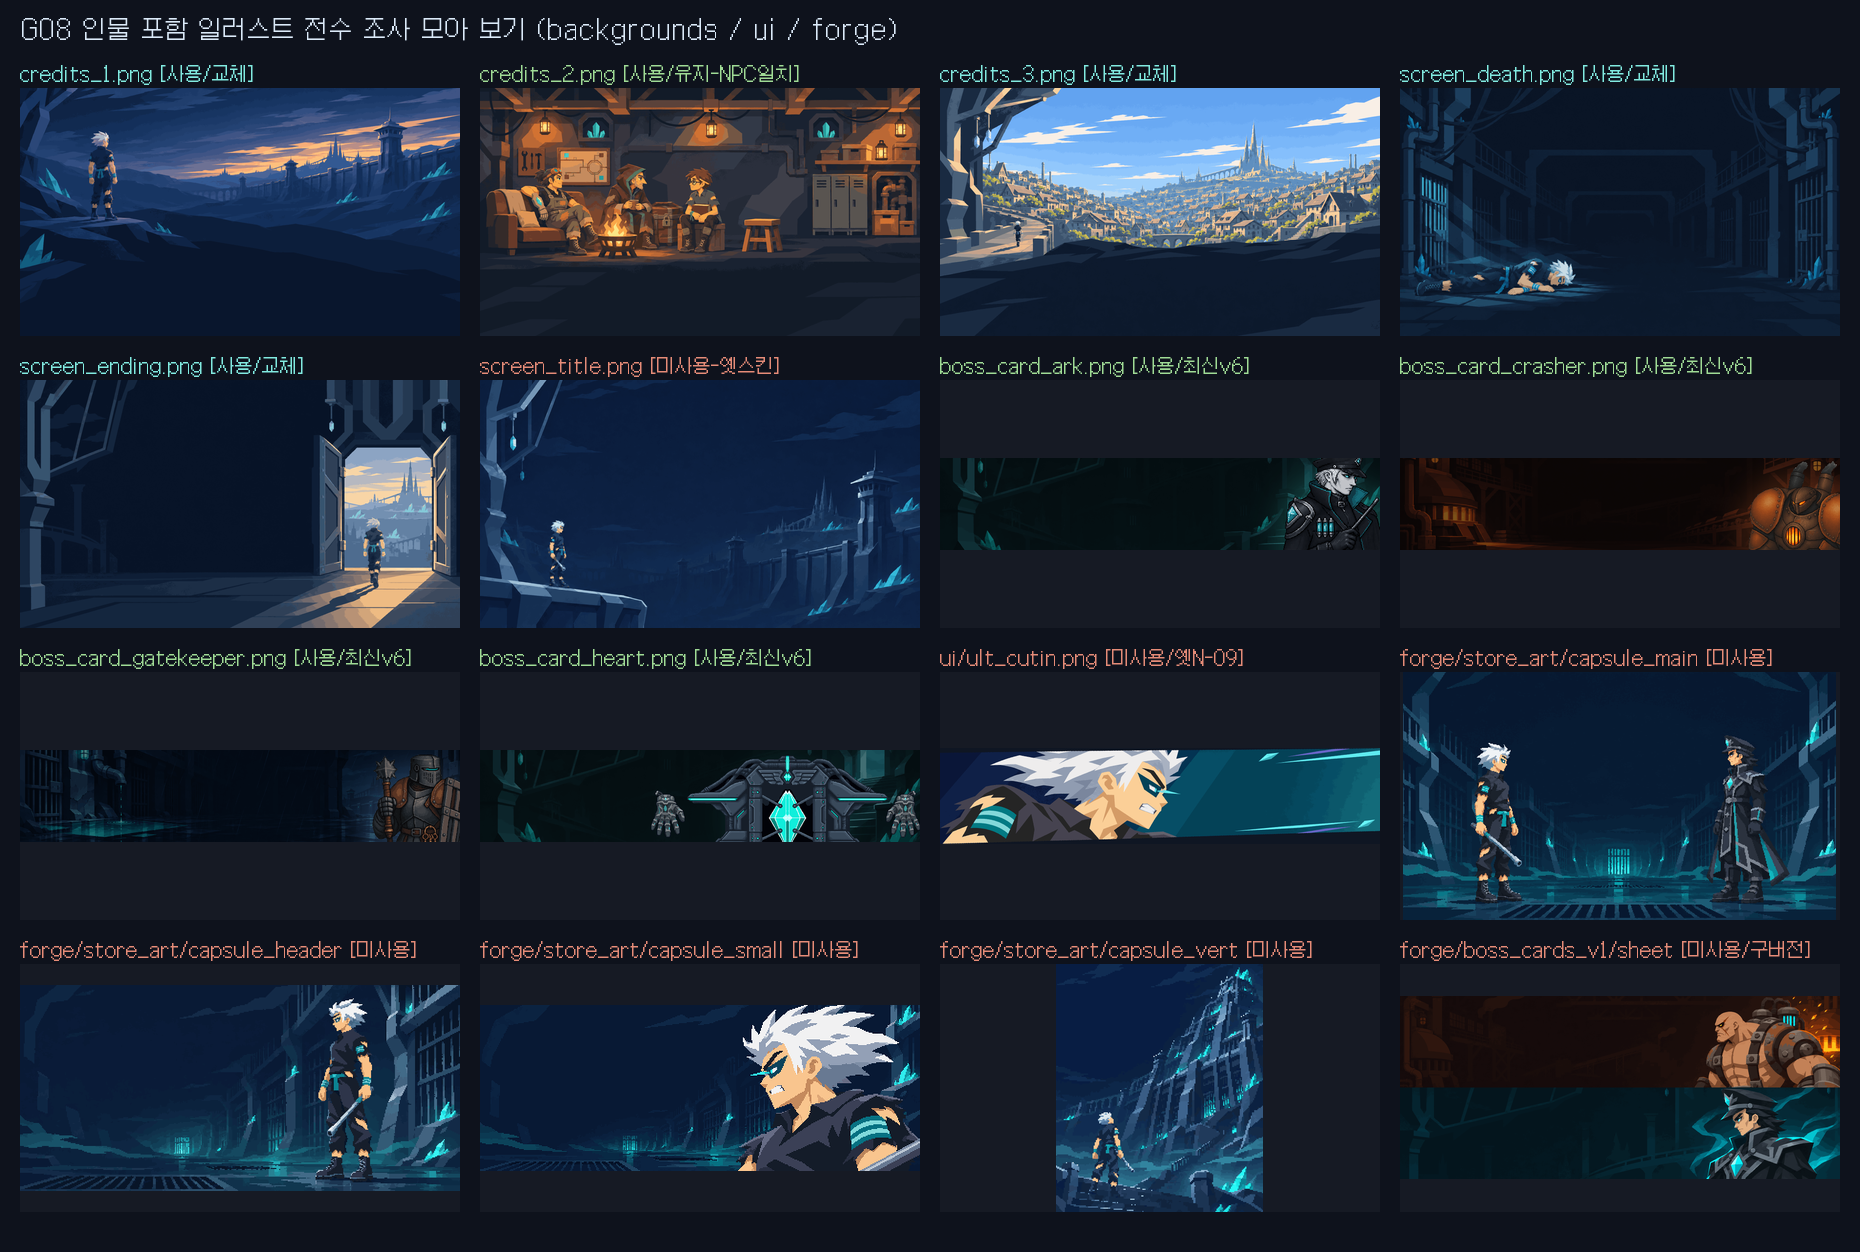 G08 인물 포함 일러스트 전수 조사 모아 보기 (backgrounds / ui / forge)
credits_1.png [사용/교체]
credits_2.png [사용/유지-NPC일치]
credits_3.png [사용/교체]
screen_death.png [사용/교체]
screen_ending.png [사용/교체]
screen_title.png [미사용-옛스킨]
boss_card_ark.png [사용/최신v6]
boss_card_crasher.png [사용/최신v6]
boss_card_gatekeeper.png [사용/최신v6]
boss_card_heart.png [사용/최신v6]
ui/ult_cutin.png [미사용/옛N-09]
forge/store_art/capsule_main [미사용]
forge/store_art/capsule_header [미사용]
forge/store_art/capsule_small [미사용]
forge/store_art/capsule_vert [미사용]
forge/boss_cards_v1/sheet [미사용/구버전]